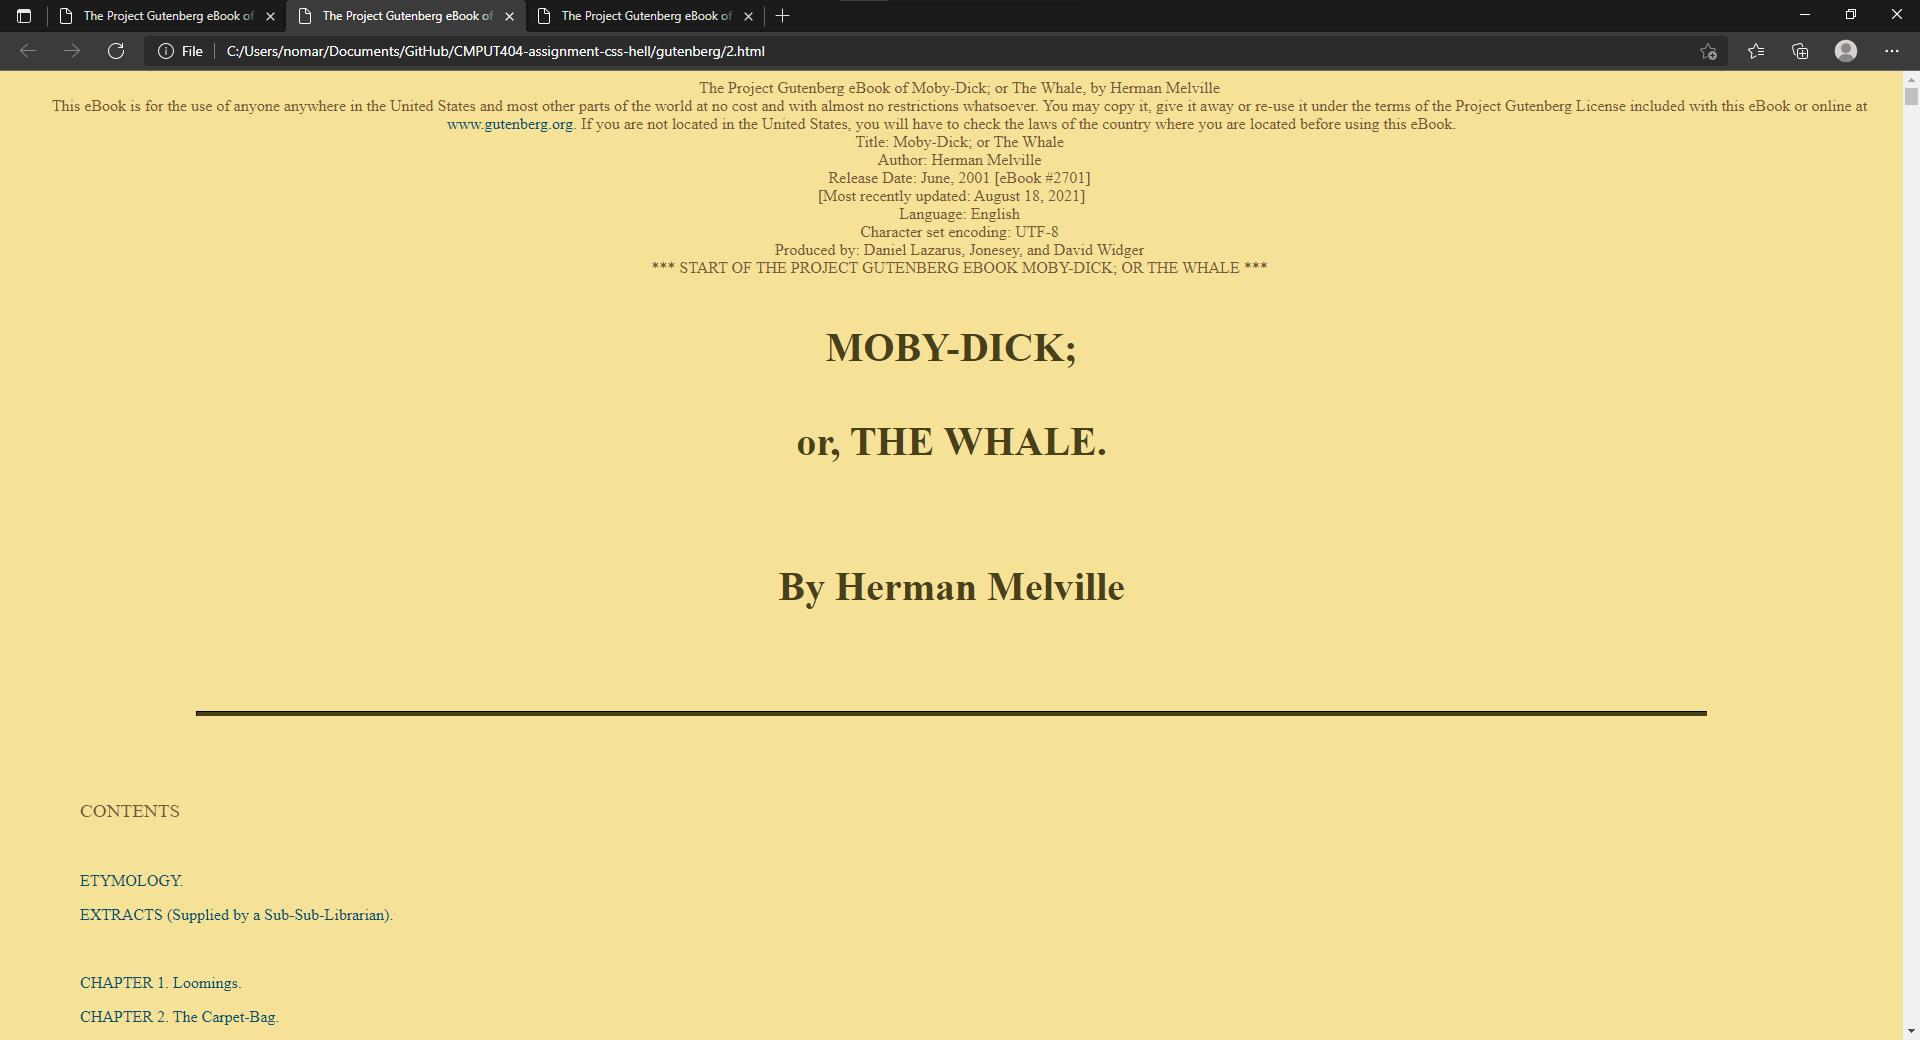 The Project Gutenberg eBook of
The Project Gutenberg eBook of
The Project Gutenberg eBook of
File
C:/Users/nomar/Documents/GitHub/CMPUT404-assignment-css-hell/gutenberg/2.html
The Project Gutenberg eBook of Moby-Dick; or The Whale, by Herman Melville
This eBook is for the use of anyone anywhere in the United States and most other parts of the world at no cost and with almost no restrictions whatsoever. You may copy it, give it away or re-use it under the terms of the Project Gutenberg License included with this eBook or online at
www.gutenberg.org. If you are not located in the United States, you will have to check the laws of the country where you are located before using this eBook.
Title: Moby-Dick; or The Whale
Author: Herman Melville
Release Date: June, 2001 [eBook #2701]
[Most recently updated: August 18, 2021]
Language: English
Character set encoding: UTF-8
Produced by: Daniel Lazarus, Jonesey, and David Widger
*** START OF THE PROJECT GUTENBERG EBOOK MOBY-DICK; OR THE WHALE ***
MOBY-DICK;
or, THE WHALE.
By Herman Melville
CONTENTS
ETYMOLOGY.
EXTRACTS (Supplied by a Sub-Sub-Librarian).
CHAPTER 1. Loomings.
CHAPTER 2. The Carpet-Bag.